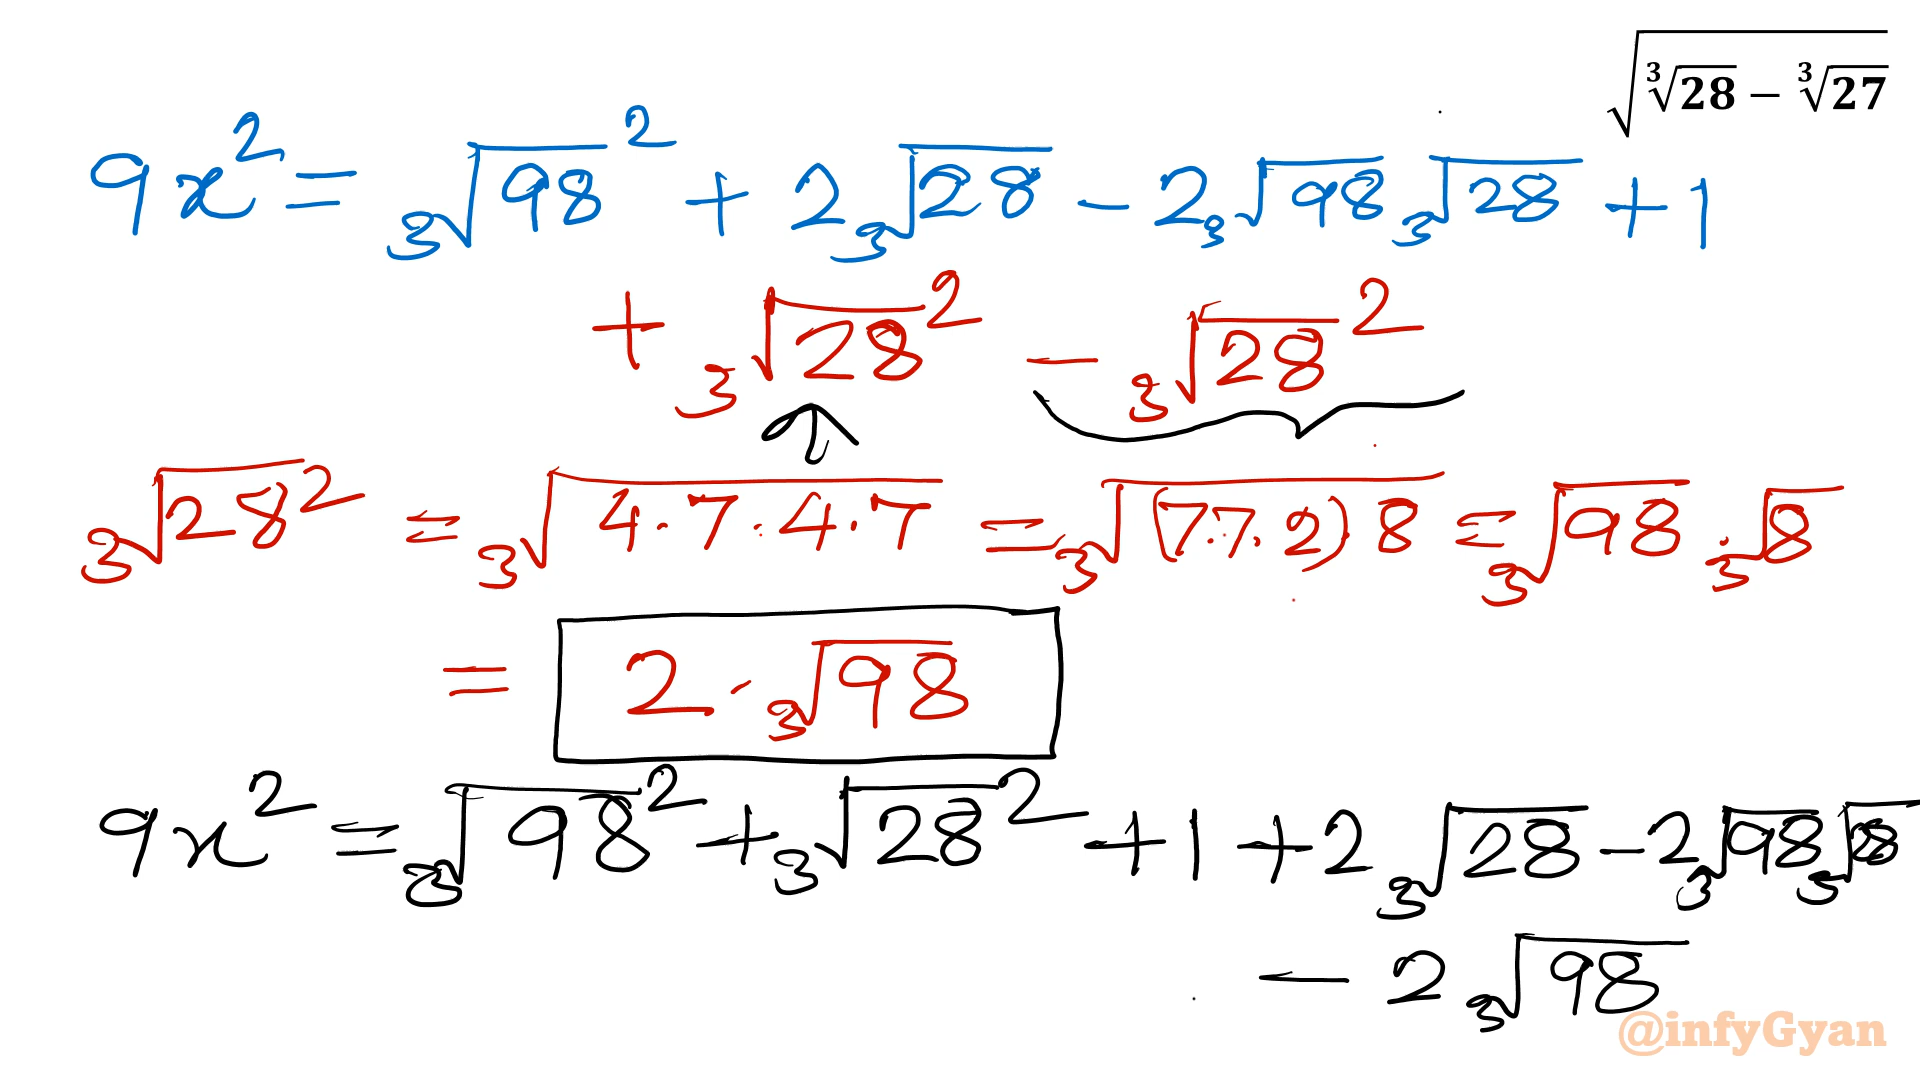 √(∛28 − ∛27)
9x² = ∛98² + 2∛28 − 2∛98 ∛28 + 1
+ ∛28² − ∛28²
∛28² = ∛(4·7·4·7) = ∛((7·7·2)·8) = ∛98 · ∛8
= 2·∛98
9x² = ∛98² + ∛28² + 1 + 2∛28 − 2∛98 ∛28
− 2∛98
@infyGyan